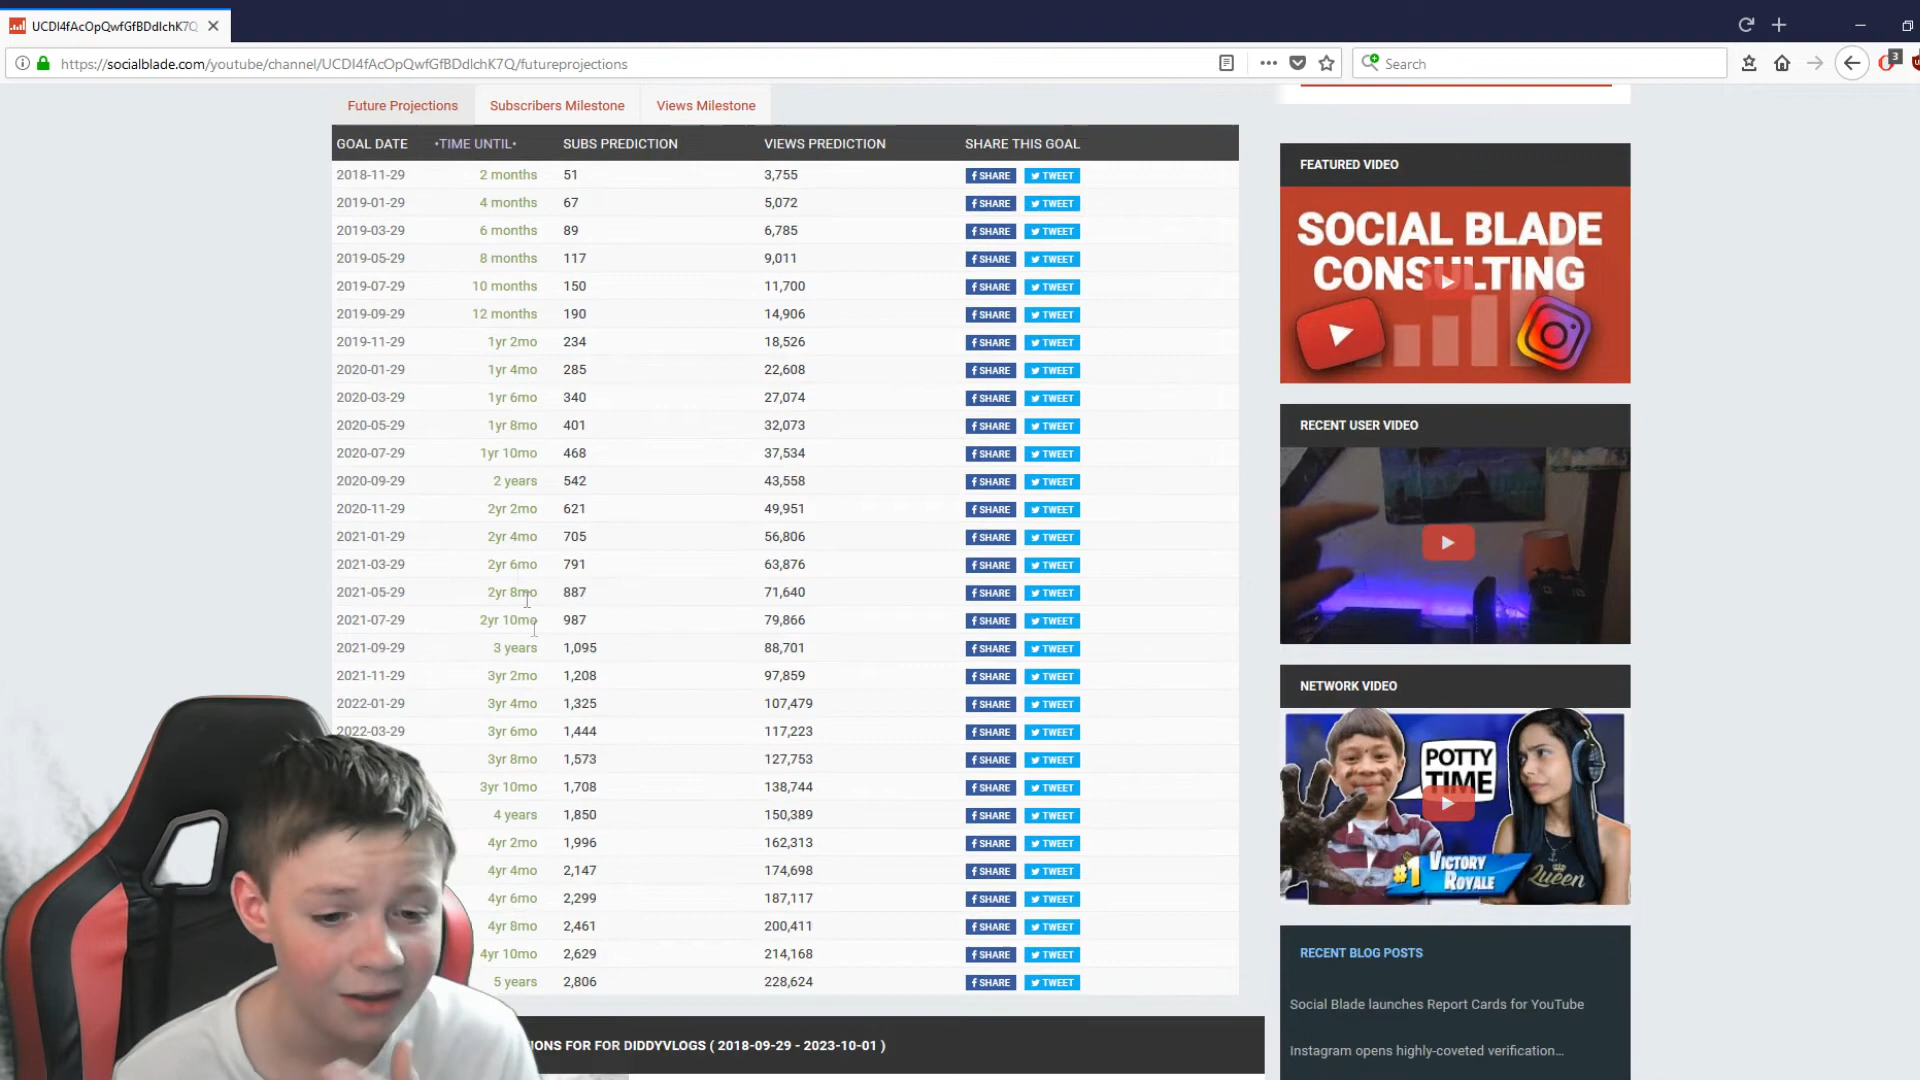 UCDI4fAcOpQwfGfBDdlchK7Q
https://socialblade.com/youtube/channel/UCDI4fAcOpQwfGfBDdlchK7Q/futureprojections
Search
3
Future Projections Subscribers Milestone Views Milestone
GOAL DATE •TIME UNTIL• SUBS PREDICTION VIEWS PREDICTION SHARE THIS GOAL
2018-11-29 2 months 51 3,755 SHARE TWEET
2019-01-29 4 months 67 5,072 SHARE TWEET
2019-03-29 6 months 89 6,785 SHARE TWEET
2019-05-29 8 months 117 9,011 SHARE TWEET
2019-07-29 10 months 150 11,700 SHARE TWEET
2019-09-29 12 months 190 14,906 SHARE TWEET
2019-11-29 1yr 2mo 234 18,526 SHARE TWEET
2020-01-29 1yr 4mo 285 22,608 SHARE TWEET
2020-03-29 1yr 6mo 340 27,074 SHARE TWEET
2020-05-29 1yr 8mo 401 32,073 SHARE TWEET
2020-07-29 1yr 10mo 468 37,534 SHARE TWEET
2020-09-29 2 years 542 43,558 SHARE TWEET
2020-11-29 2yr 2mo 621 49,951 SHARE TWEET
2021-01-29 2yr 4mo 705 56,806 SHARE TWEET
2021-03-29 2yr 6mo 791 63,876 SHARE TWEET
2021-05-29 2yr 8mo 887 71,640 SHARE TWEET
2021-07-29 2yr 10mo 987 79,866 SHARE TWEET
2021-09-29 3 years 1,095 88,701 SHARE TWEET
2021-11-29 3yr 2mo 1,208 97,859 SHARE TWEET
2022-01-29 3yr 4mo 1,325 107,479 SHARE TWEET
2022-03-29 3yr 6mo 1,444 117,223 SHARE TWEET
3yr 8mo 1,573 127,753 SHARE TWEET
3yr 10mo 1,708 138,744 SHARE TWEET
4 years 1,850 150,389 SHARE TWEET
4yr 2mo 1,996 162,313 SHARE TWEET
4yr 4mo 2,147 174,698 SHARE TWEET
4yr 6mo 2,299 187,117 SHARE TWEET
4yr 8mo 2,461 200,411 SHARE TWEET
4yr 10mo 2,629 214,168 SHARE TWEET
5 years 2,806 228,624 SHARE TWEET
IONS FOR FOR DIDDYVLOGS ( 2018-09-29 - 2023-10-01 )
FEATURED VIDEO
SOCIAL BLADE
CONSULTING
RECENT USER VIDEO
NETWORK VIDEO
POTTY
TIME
#1 VICTORY
ROYALE
Queen
RECENT BLOG POSTS
Social Blade launches Report Cards for YouTube
Instagram opens highly-coveted verification...